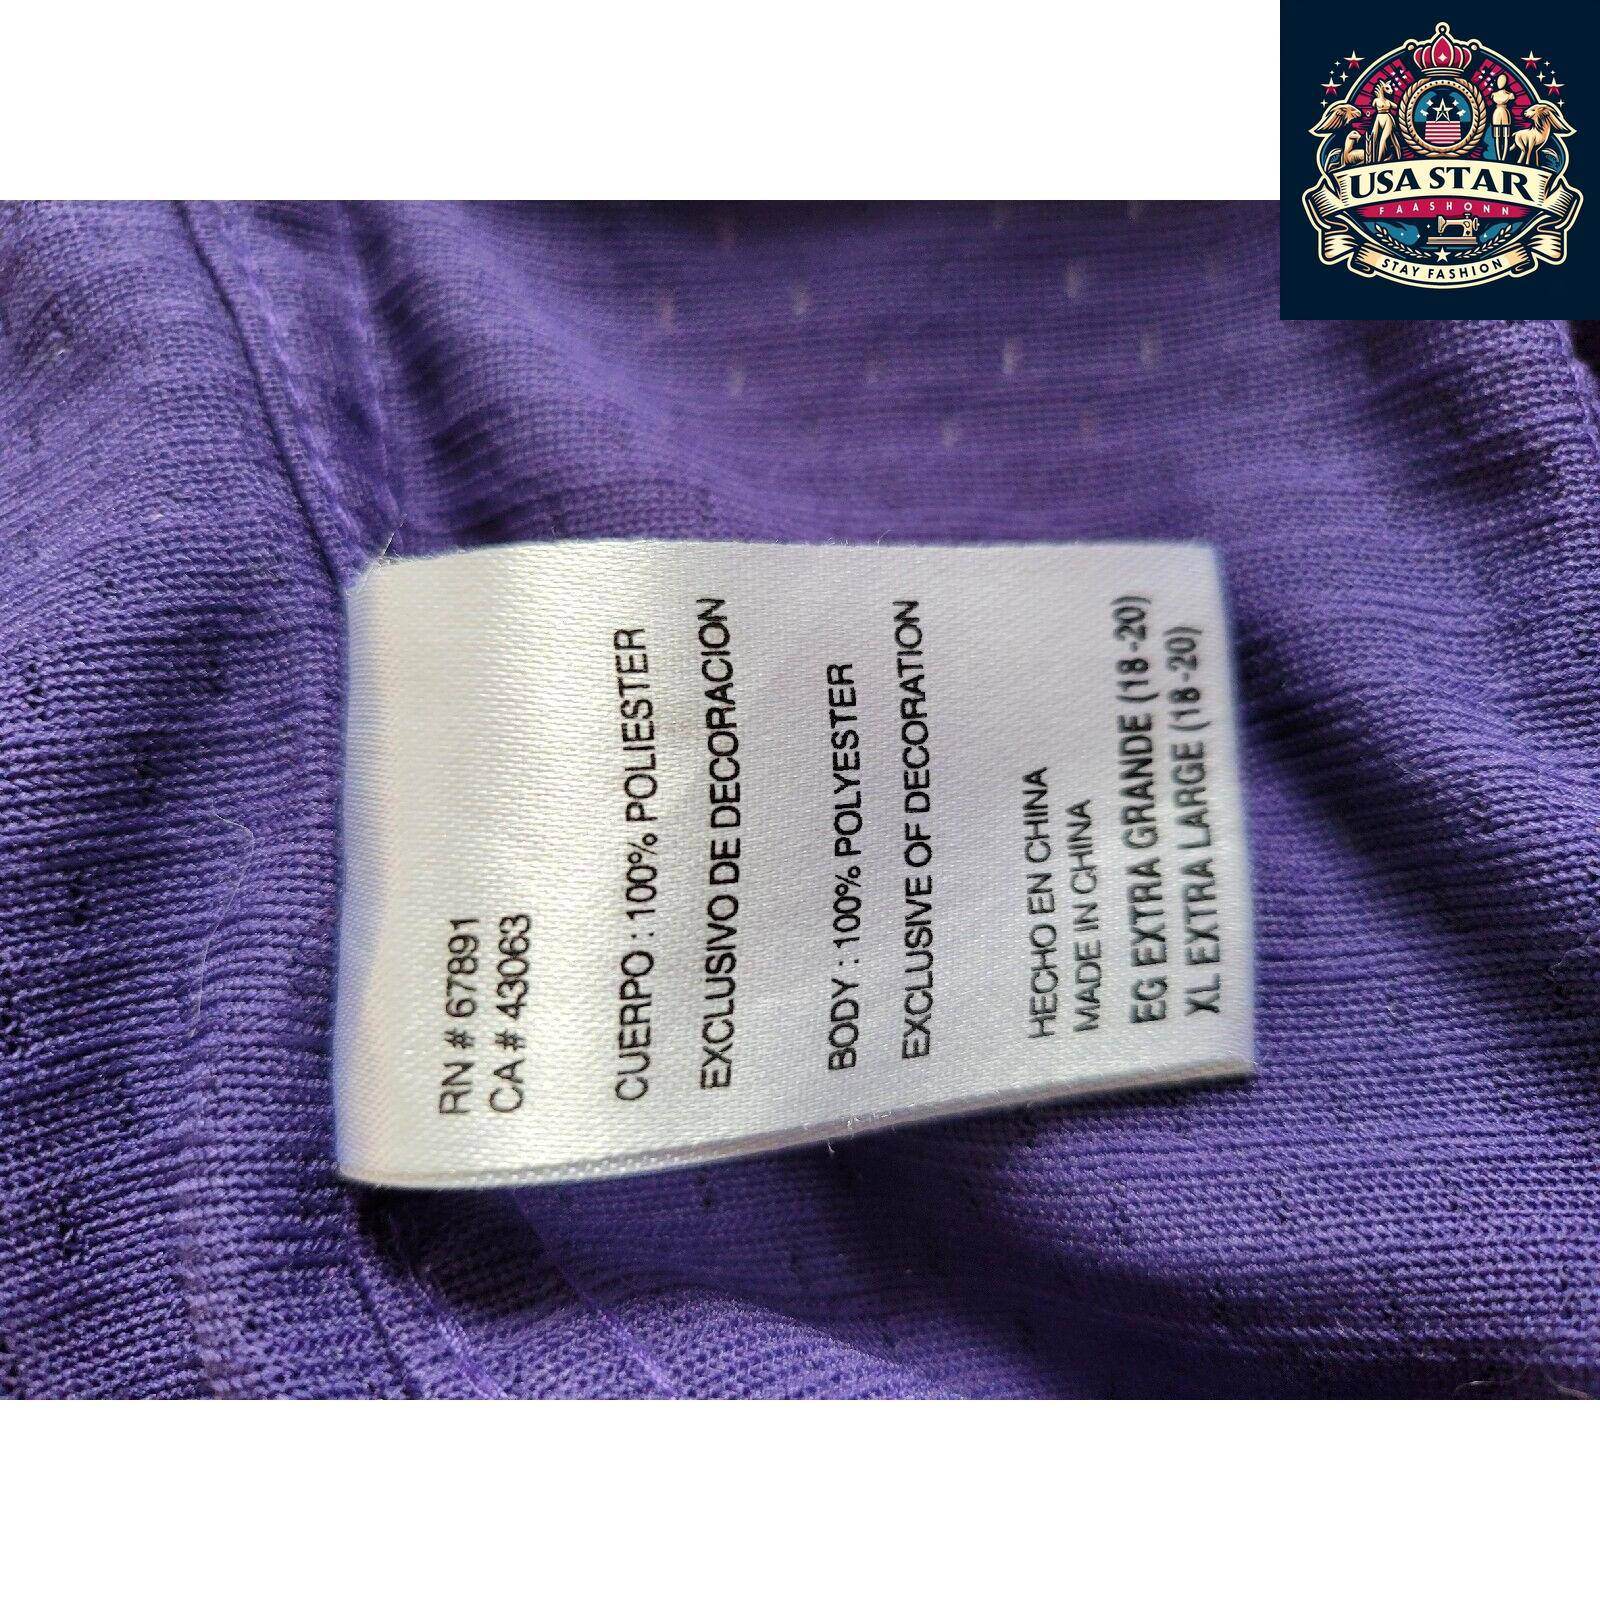 USA STAR
FAASHONN
STAY FASHION
RN # 67891
CA # 43063
CUERPO : 100% POLIESTER
EXCLUSIVO DE DECORACION
BODY : 100% POLYESTER
EXCLUSIVE OF DECORATION
HECHO EN CHINA
MADE IN CHINA
EG EXTRA GRANDE (18-20)
XL EXTRA LARGE (18-20)